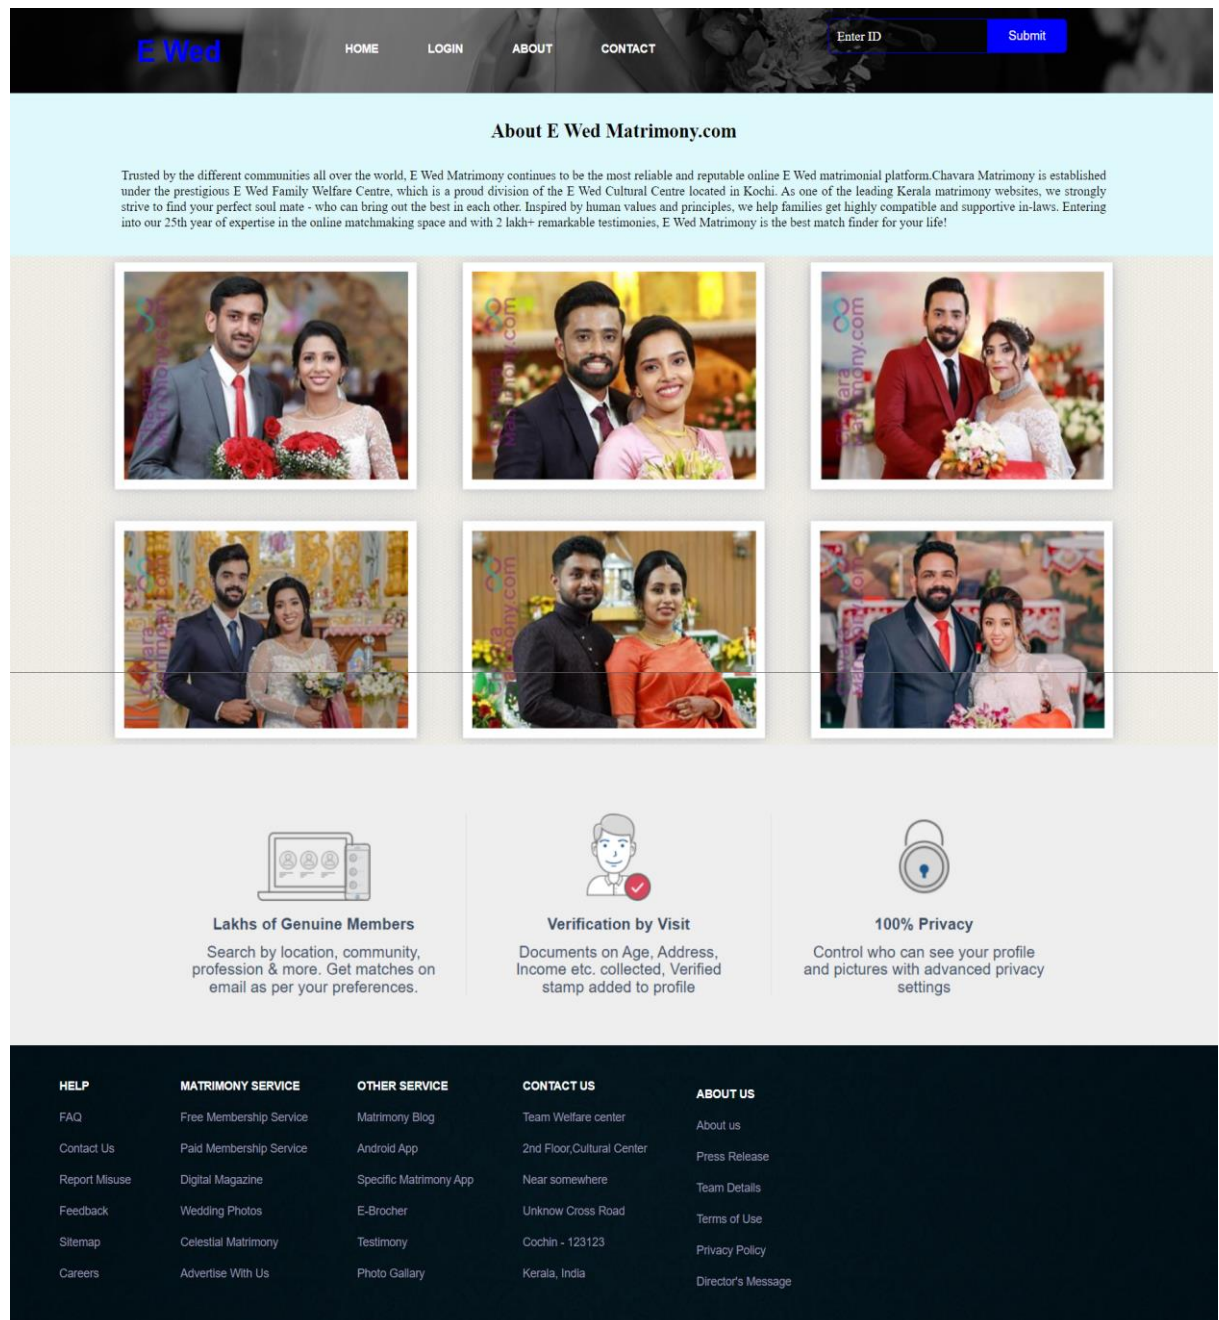 E Wed
HOME LOGIN ABOUT CONTACT
Enter ID Submit
About E Wed Matrimony.com
Trusted by the different communities all over the world, E Wed Matrimony continues to be the most reliable and reputable online E Wed matrimonial platform.Chavara Matrimony is established
under the prestigious E Wed Family Welfare Centre, which is a proud division of the E Wed Cultural Centre located in Kochi. As one of the leading Kerala matrimony websites, we strongly
strive to find your perfect soul mate - who can bring out the best in each other. Inspired by human values and principles, we help families get highly compatible and supportive in-laws. Entering
into our 25th year of expertise in the online matchmaking space and with 2 lakh+ remarkable testimonies, E Wed Matrimony is the best match finder for your life!
Lakhs of Genuine Members
Search by location, community,
profession & more. Get matches on
email as per your preferences.
Verification by Visit
Documents on Age, Address,
Income etc. collected, Verified
stamp added to profile
100% Privacy
Control who can see your profile
and pictures with advanced privacy
settings
HELP
FAQ
Contact Us
Report Misuse
Feedback
Sitemap
Careers
MATRIMONY SERVICE
Free Membership Service
Paid Membership Service
Digital Magazine
Wedding Photos
Celestial Matrimony
Advertise With Us
OTHER SERVICE
Matrimony Blog
Android App
Specific Matrimony App
E-Brocher
Testimony
Photo Gallary
CONTACT US
Team Welfare center
2nd Floor,Cultural Center
Near somewhere
Unknow Cross Road
Cochin - 123123
Kerala, India
ABOUT US
About us
Press Release
Team Details
Terms of Use
Privacy Policy
Director's Message